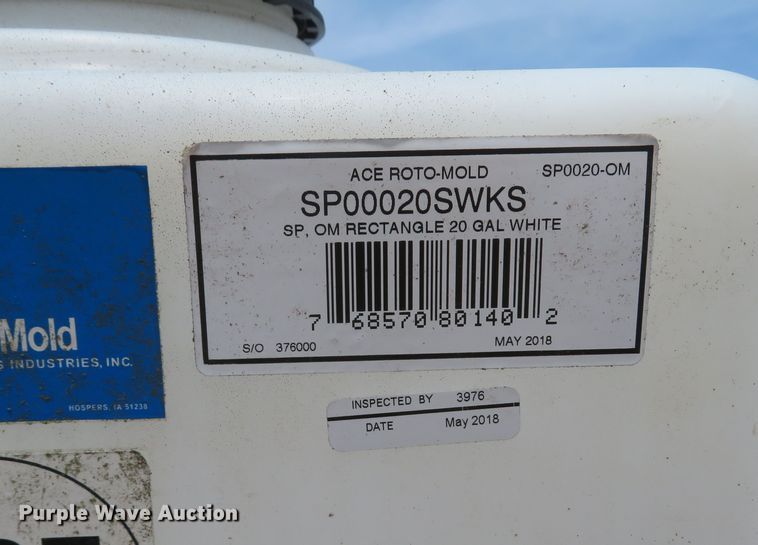 ACE ROTO-MOLD SP0020-OM
SP00020SWKS
SP, OM RECTANGLE 20 GAL WHITE
7 68570 80140 2
S/O 376000 MAY 2018
Mold
INDUSTRIES, INC.
HOSPERS, IA 51238
INSPECTED BY 3976
DATE May 2018
Purple Wave Auction